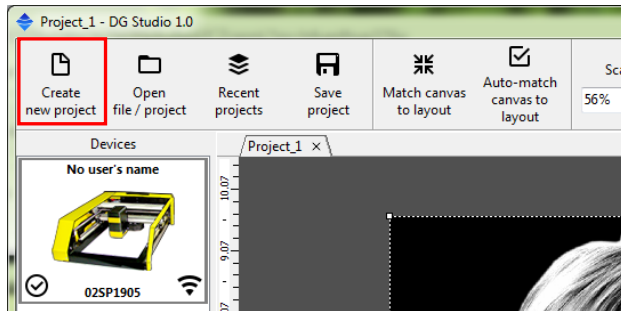 Project_1 - DG Studio 1.0
Create
new project
Open
file / project
Recent
projects
Save
project
Match canvas
to layout
Auto-match
canvas to
layout
Sca
56%
Devices
Project_1 ×
No user's name
02SP1905
10.07
9.07